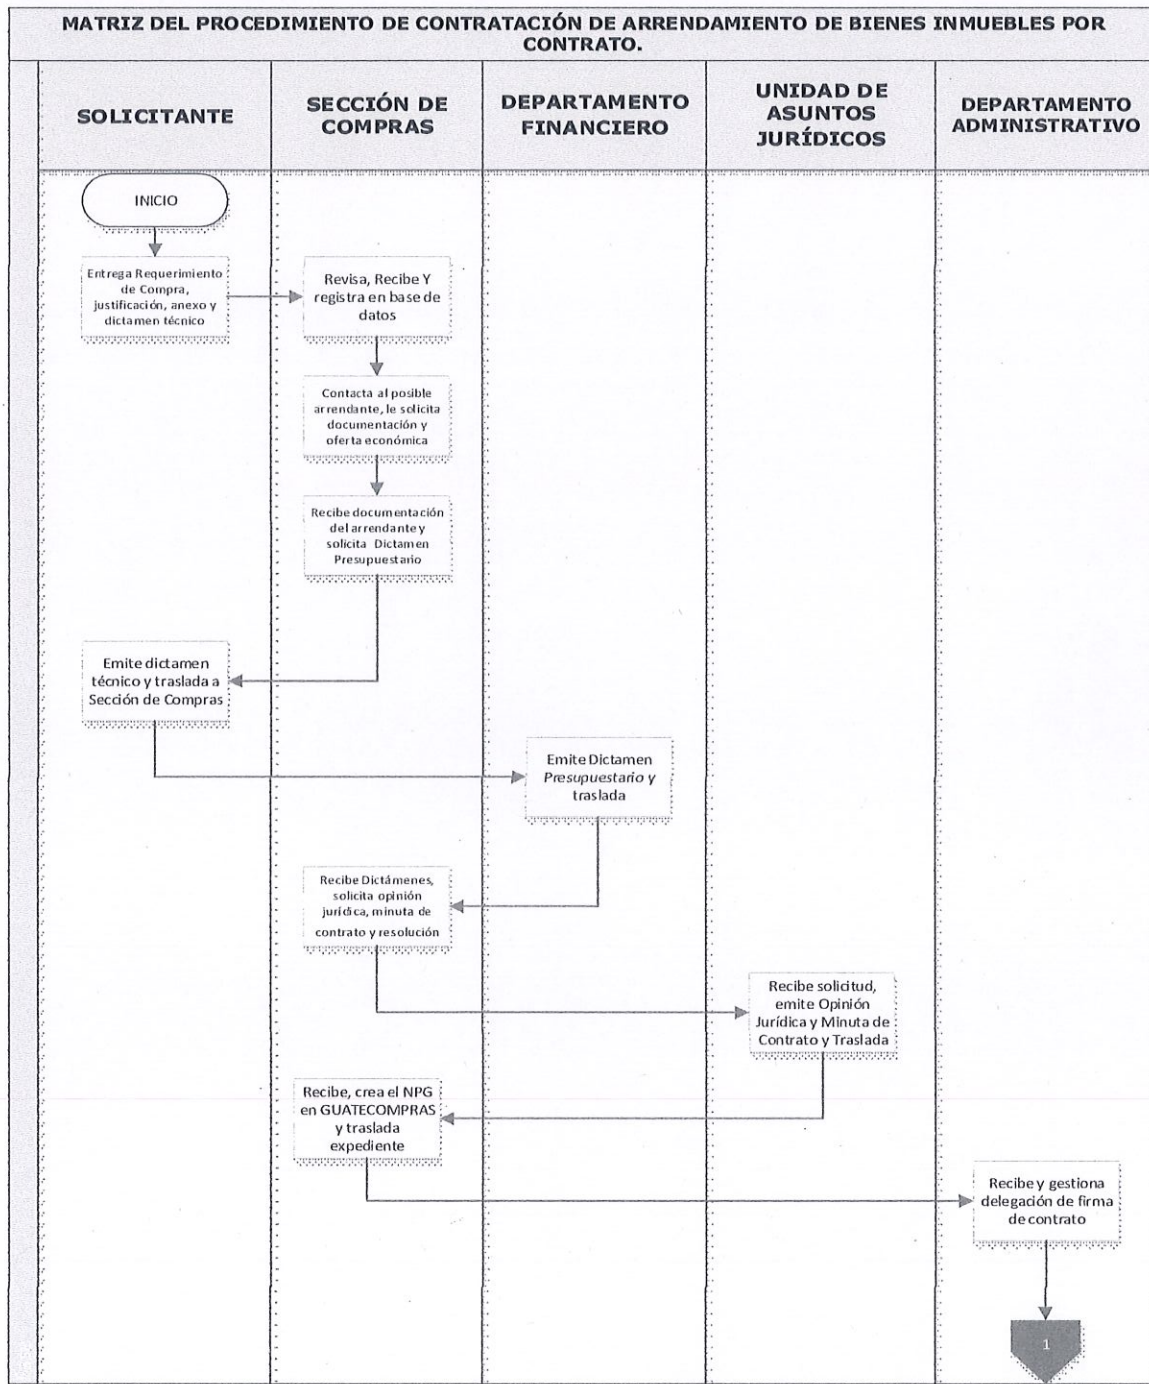 MATRIZ DEL PROCEDIMIENTO DE CONTRATACIÓN DE ARRENDAMIENTO DE BIENES INMUEBLES POR
CONTRATO.
SOLICITANTE
SECCIÓN DE
COMPRAS
DEPARTAMENTO
FINANCIERO
UNIDAD DE
ASUNTOS
JURÍDICOS
DEPARTAMENTO
ADMINISTRATIVO
INICIO
Entrega Requerimiento
de Compra,
justificación, anexo y
dictamen técnico
Revisa, Recibe Y
registra en base de
datos
Contacta al posible
arrendante, le solicita
documentación y
oferta económica
Recibe documentación
del arrendante y
solicita Dictamen
Presupuestario
Emite dictamen
técnico y traslada a
Sección de Compras
Emite Dictamen
Presupuestario y
traslada
Recibe Dictámenes,
solicita opinión
jurídica, minuta de
contrato y resolución
Recibe solicitud,
emite Opinión
Jurídica y Minuta de
Contrato y Traslada
Recibe, crea el NPG
en GUATECOMPRAS
y traslada
expediente
Recibe y gestiona
delegación de firma
de contrato
1